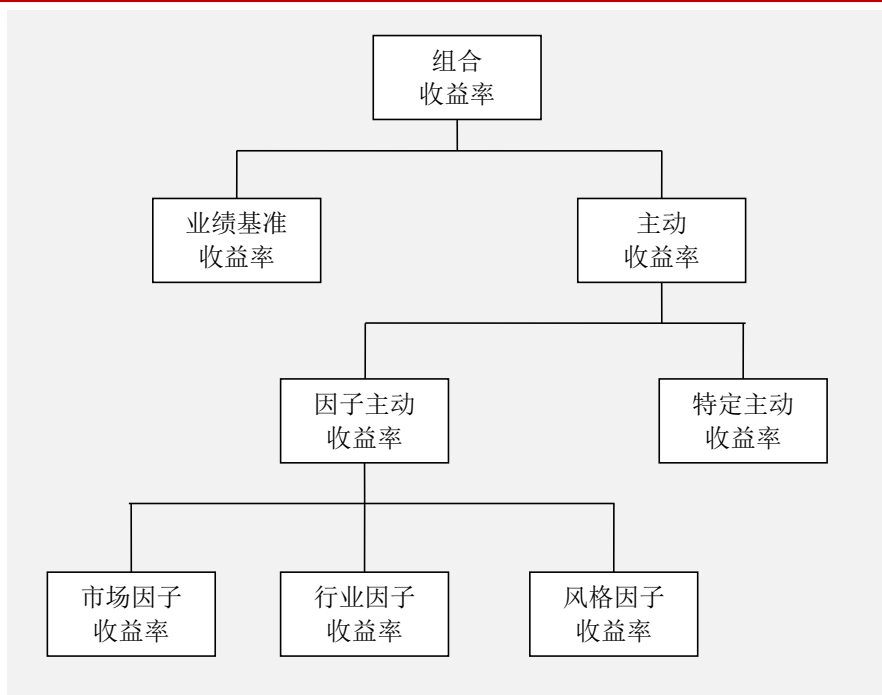 组合
收益率
业绩基准
收益率
主动
收益率
因子主动
收益率
特定主动
收益率
市场因子
收益率
行业因子
收益率
风格因子
收益率